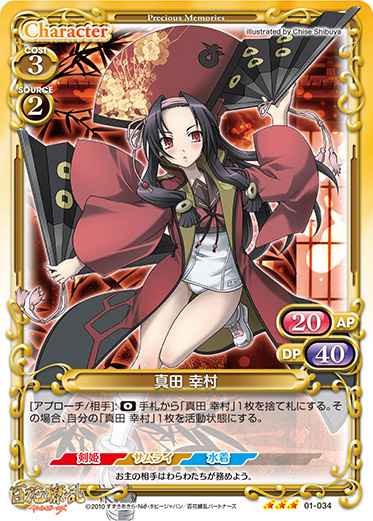 Precious Memories
Character
illustrated by Chise Shibuya
COST
3
SOURCE
2
20 AP
DP 40
真田 幸村
[アプローチ/相手]: 手札から「真田 幸村」1枚を捨て札にする。そ
の場合、自分の「真田 幸村」1枚を活動状態にする。
剣姫 サムライ 水着
お主の相手はわらわたちが務めよう。
百花繚乱
©2010 すずきあきら・Niθ・ホビージャパン/百花繚乱パートナーズ
01-034